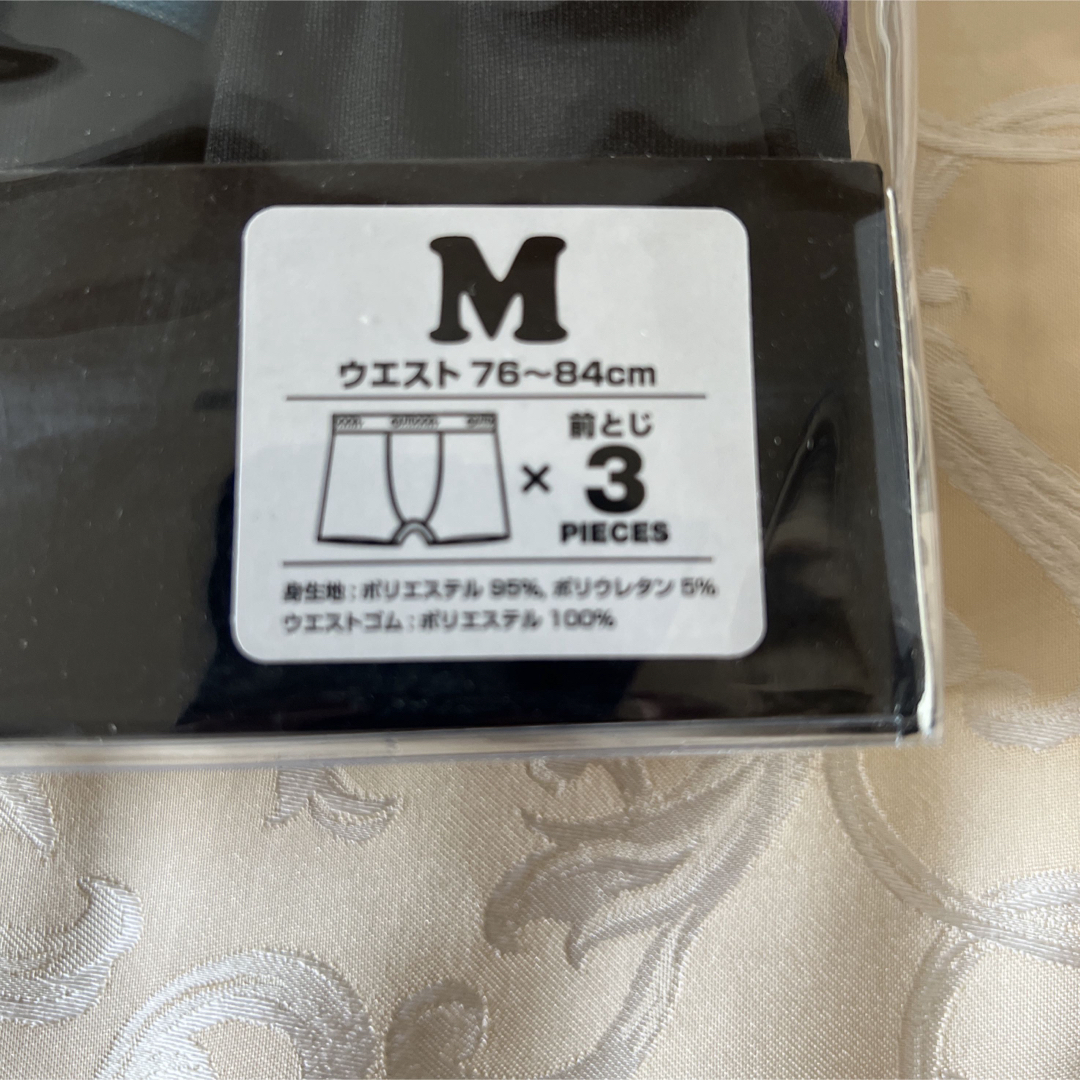 M
ウエスト 76〜84cm
OUTDOOR
前とじ
× 3
PIECES
身生地 : ポリエステル 95%, ポリウレタン 5%
ウエストゴム : ポリエステル 100%